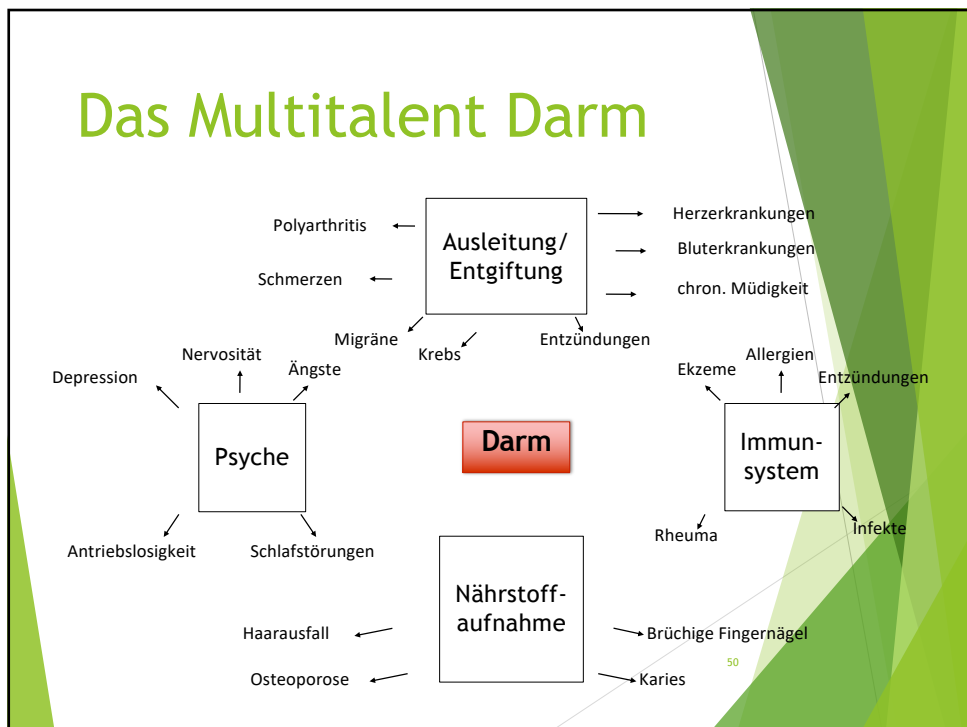 Das Multitalent Darm
Polyarthritis
Schmerzen
Migräne
Krebs
Ausleitung/
Entgiftung
Entzündungen
Herzerkrankungen
Bluterkrankungen
chron. Müdigkeit
Depression
Nervosität
Ängste
Psyche
Antriebslosigkeit
Schlafstörungen
Darm
Ekzeme
Allergien
Entzündungen
Immun-
system
Rheuma
Infekte
Nährstoff-
aufnahme
Haarausfall
Osteoporose
Brüchige Fingernägel
Karies
50